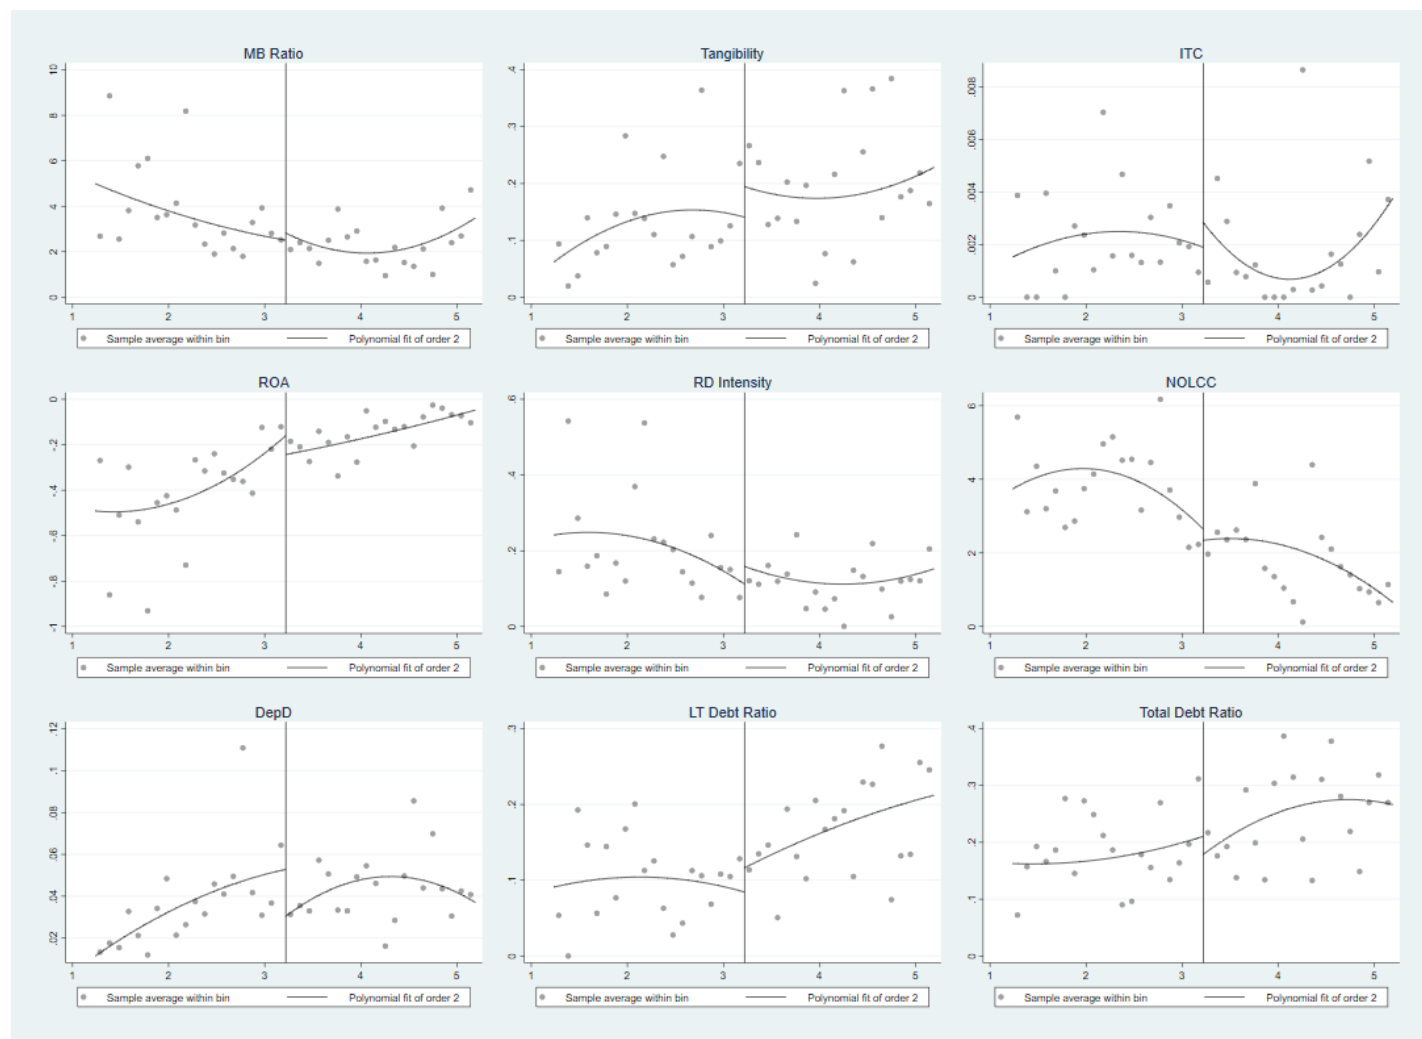 MB Ratio
10
8
6
4
2
0
1 2 3 4 5
Sample average within bin Polynomial fit of order 2
Tangibility
.4
.3
.2
.1
0
1 2 3 4 5
Sample average within bin Polynomial fit of order 2
ITC
.008
.006
.004
.002
0
1 2 3 4 5
Sample average within bin Polynomial fit of order 2
ROA
0
-.2
-.4
-.6
-.8
-1
1 2 3 4 5
Sample average within bin Polynomial fit of order 2
RD Intensity
.6
.4
.2
0
1 2 3 4 5
Sample average within bin Polynomial fit of order 2
NOLCC
6
4
2
0
1 2 3 4 5
Sample average within bin Polynomial fit of order 2
DepD
.12
.1
.08
.06
.04
.02
1 2 3 4 5
Sample average within bin Polynomial fit of order 2
LT Debt Ratio
.3
.2
.1
0
1 2 3 4 5
Sample average within bin Polynomial fit of order 2
Total Debt Ratio
.4
.3
.2
.1
0
1 2 3 4 5
Sample average within bin Polynomial fit of order 2